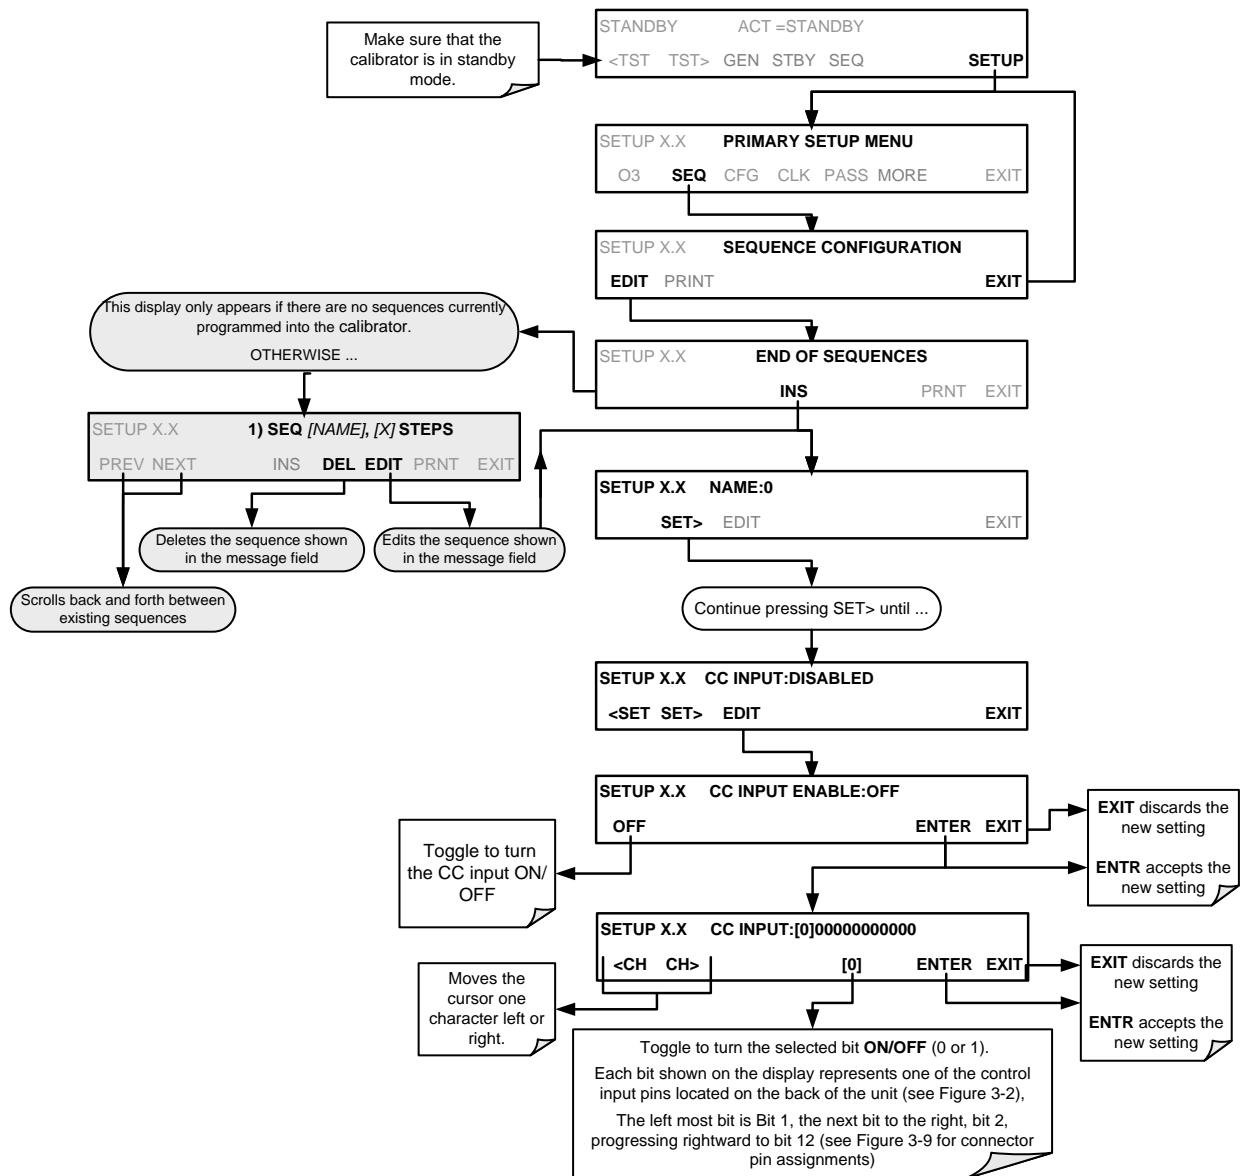 Make sure that the
calibrator is in standby
mode.
STANDBY ACT =STANDBY
<TST TST> GEN STBY SEQ SETUP
SETUP X.X PRIMARY SETUP MENU
O3 SEQ CFG CLK PASS MORE EXIT
SETUP X.X SEQUENCE CONFIGURATION
EDIT PRINT EXIT
This display only appears if there are no sequences currently
programmed into the calibrator.
OTHERWISE ...
SETUP X.X END OF SEQUENCES
INS PRNT EXIT
SETUP X.X 1) SEQ [NAME], [X] STEPS
PREV NEXT INS DEL EDIT PRNT EXIT
Deletes the sequence shown
in the message field
Edits the sequence shown
in the message field
Scrolls back and forth between
existing sequences
SETUP X.X NAME:0
SET> EDIT EXIT
Continue pressing SET> until ...
SETUP X.X CC INPUT:DISABLED
<SET SET> EDIT EXIT
SETUP X.X CC INPUT ENABLE:OFF
OFF ENTER EXIT
Toggle to turn
the CC input ON/
OFF
EXIT discards the
new setting
ENTR accepts the
new setting
SETUP X.X CC INPUT:[0]00000000000
<CH CH> [0] ENTER EXIT
Moves the
cursor one
character left or
right.
EXIT discards the
new setting
ENTR accepts the
new setting
Toggle to turn the selected bit ON/OFF (0 or 1).
Each bit shown on the display represents one of the control
input pins located on the back of the unit (see Figure 3-2),
The left most bit is Bit 1, the next bit to the right, bit 2,
progressing rightward to bit 12 (see Figure 3-9 for connector
pin assignments)